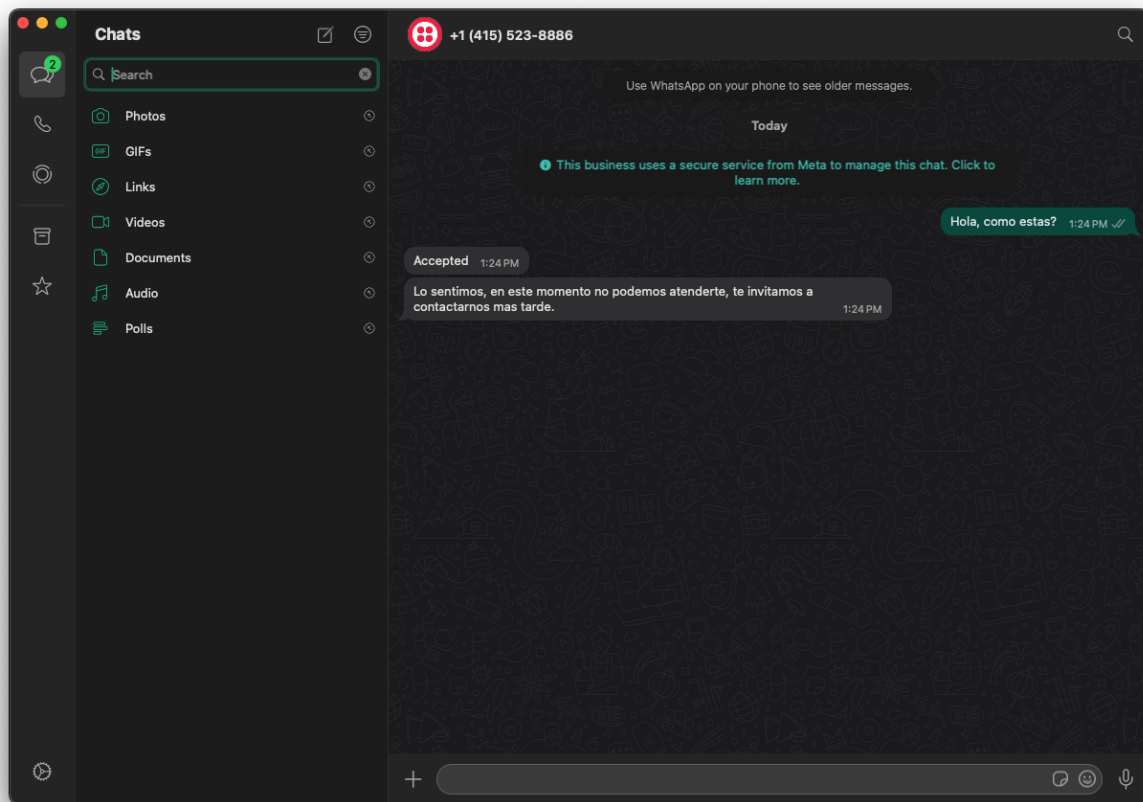 Chats
2
Search
Photos
GIF
GIFs
Links
Videos
Documents
Audio
Polls
+1 (415) 523-8886
Use WhatsApp on your phone to see older messages.
Today
This business uses a secure service from Meta to manage this chat. Click to
learn more.
Hola, como estas? 1:24 PM
Accepted 1:24 PM
Lo sentimos, en este momento no podemos atenderte, te invitamos a
contactarnos mas tarde. 1:24 PM